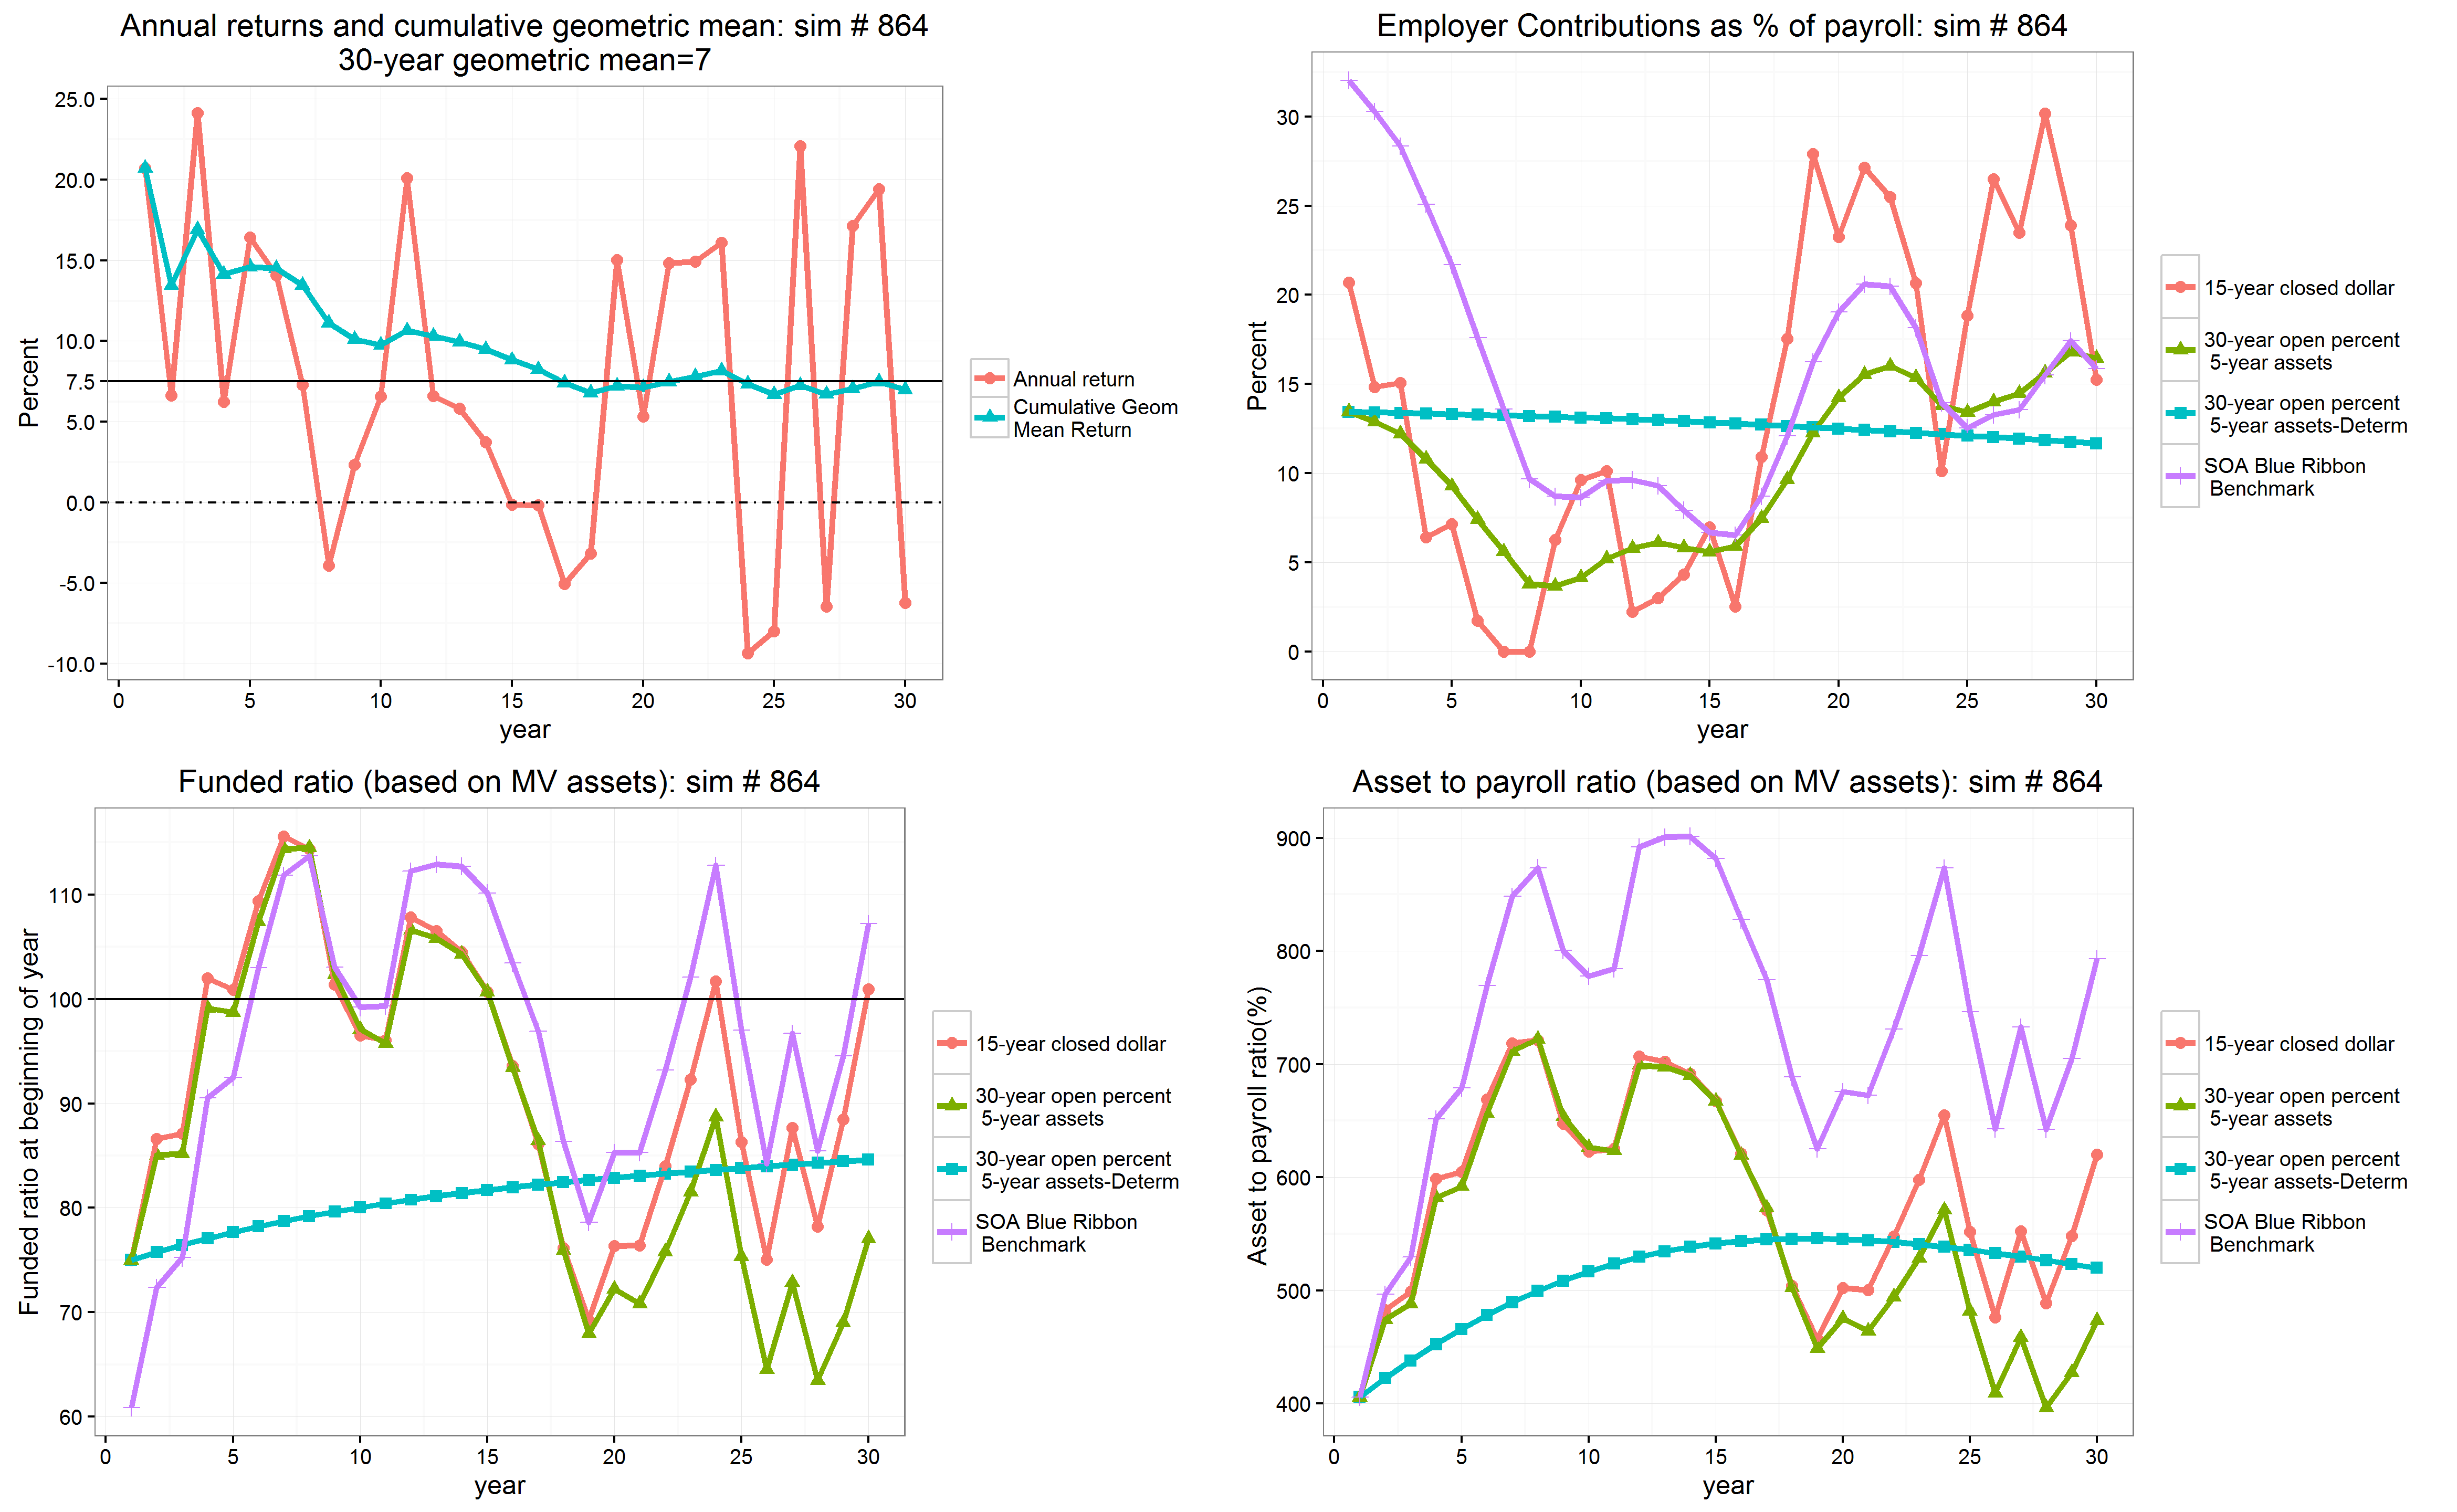 Annual returns and cumulative geometric mean: sim # 864
30-year geometric mean=7
Percent
25.0
20.0
15.0
10.0
7.5
5.0
0.0
-5.0
-10.0
0 5 10 15 20 25 30
year
Annual return
Cumulative Geom
Mean Return
Employer Contributions as % of payroll: sim # 864
Percent
30
25
20
15
10
5
0
0 5 10 15 20 25 30
year
15-year closed dollar
30-year open percent
5-year assets
30-year open percent
5-year assets-Determ
SOA Blue Ribbon
Benchmark
Funded ratio (based on MV assets): sim # 864
Funded ratio at beginning of year
110
100
90
80
70
60
0 5 10 15 20 25 30
year
15-year closed dollar
30-year open percent
5-year assets
30-year open percent
5-year assets-Determ
SOA Blue Ribbon
Benchmark
Asset to payroll ratio (based on MV assets): sim # 864
Asset to payroll ratio(%)
900
800
700
600
500
400
0 5 10 15 20 25 30
year
15-year closed dollar
30-year open percent
5-year assets
30-year open percent
5-year assets-Determ
SOA Blue Ribbon
Benchmark